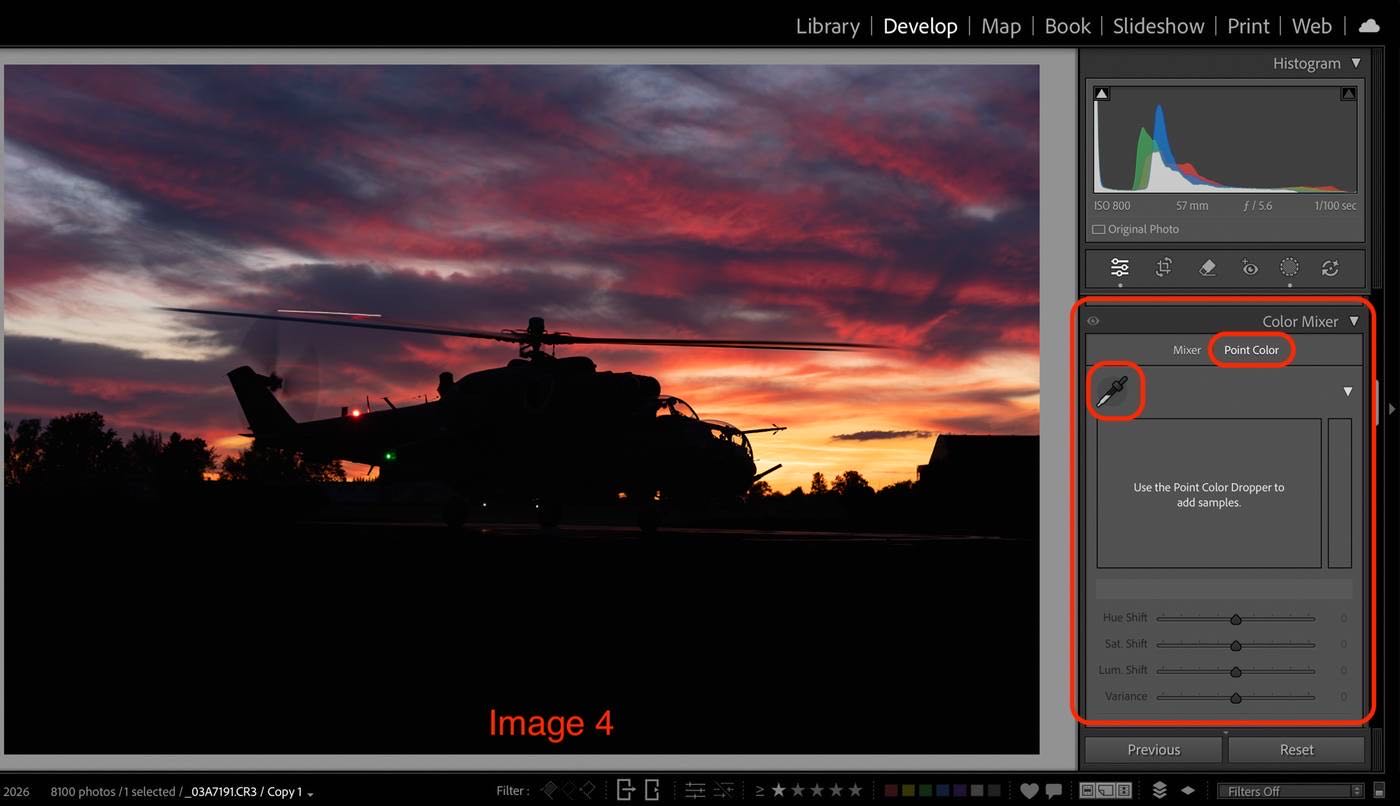 Library | Develop | Map | Book | Slideshow | Print | Web |
Histogram
ISO 800 57 mm ƒ / 5.6 1/100 sec
Original Photo
Color Mixer
Mixer Point Color
Use the Point Color Dropper to
add samples.
Hue Shift 0
Sat. Shift 0
Lum. Shift 0
Variance 0
Image 4
Previous Reset
2026 8100 photos / 1 selected / _03A7191.CR3 / Copy 1
Filter : ≥ ★ ★ ★ ★ ★ Filters Off